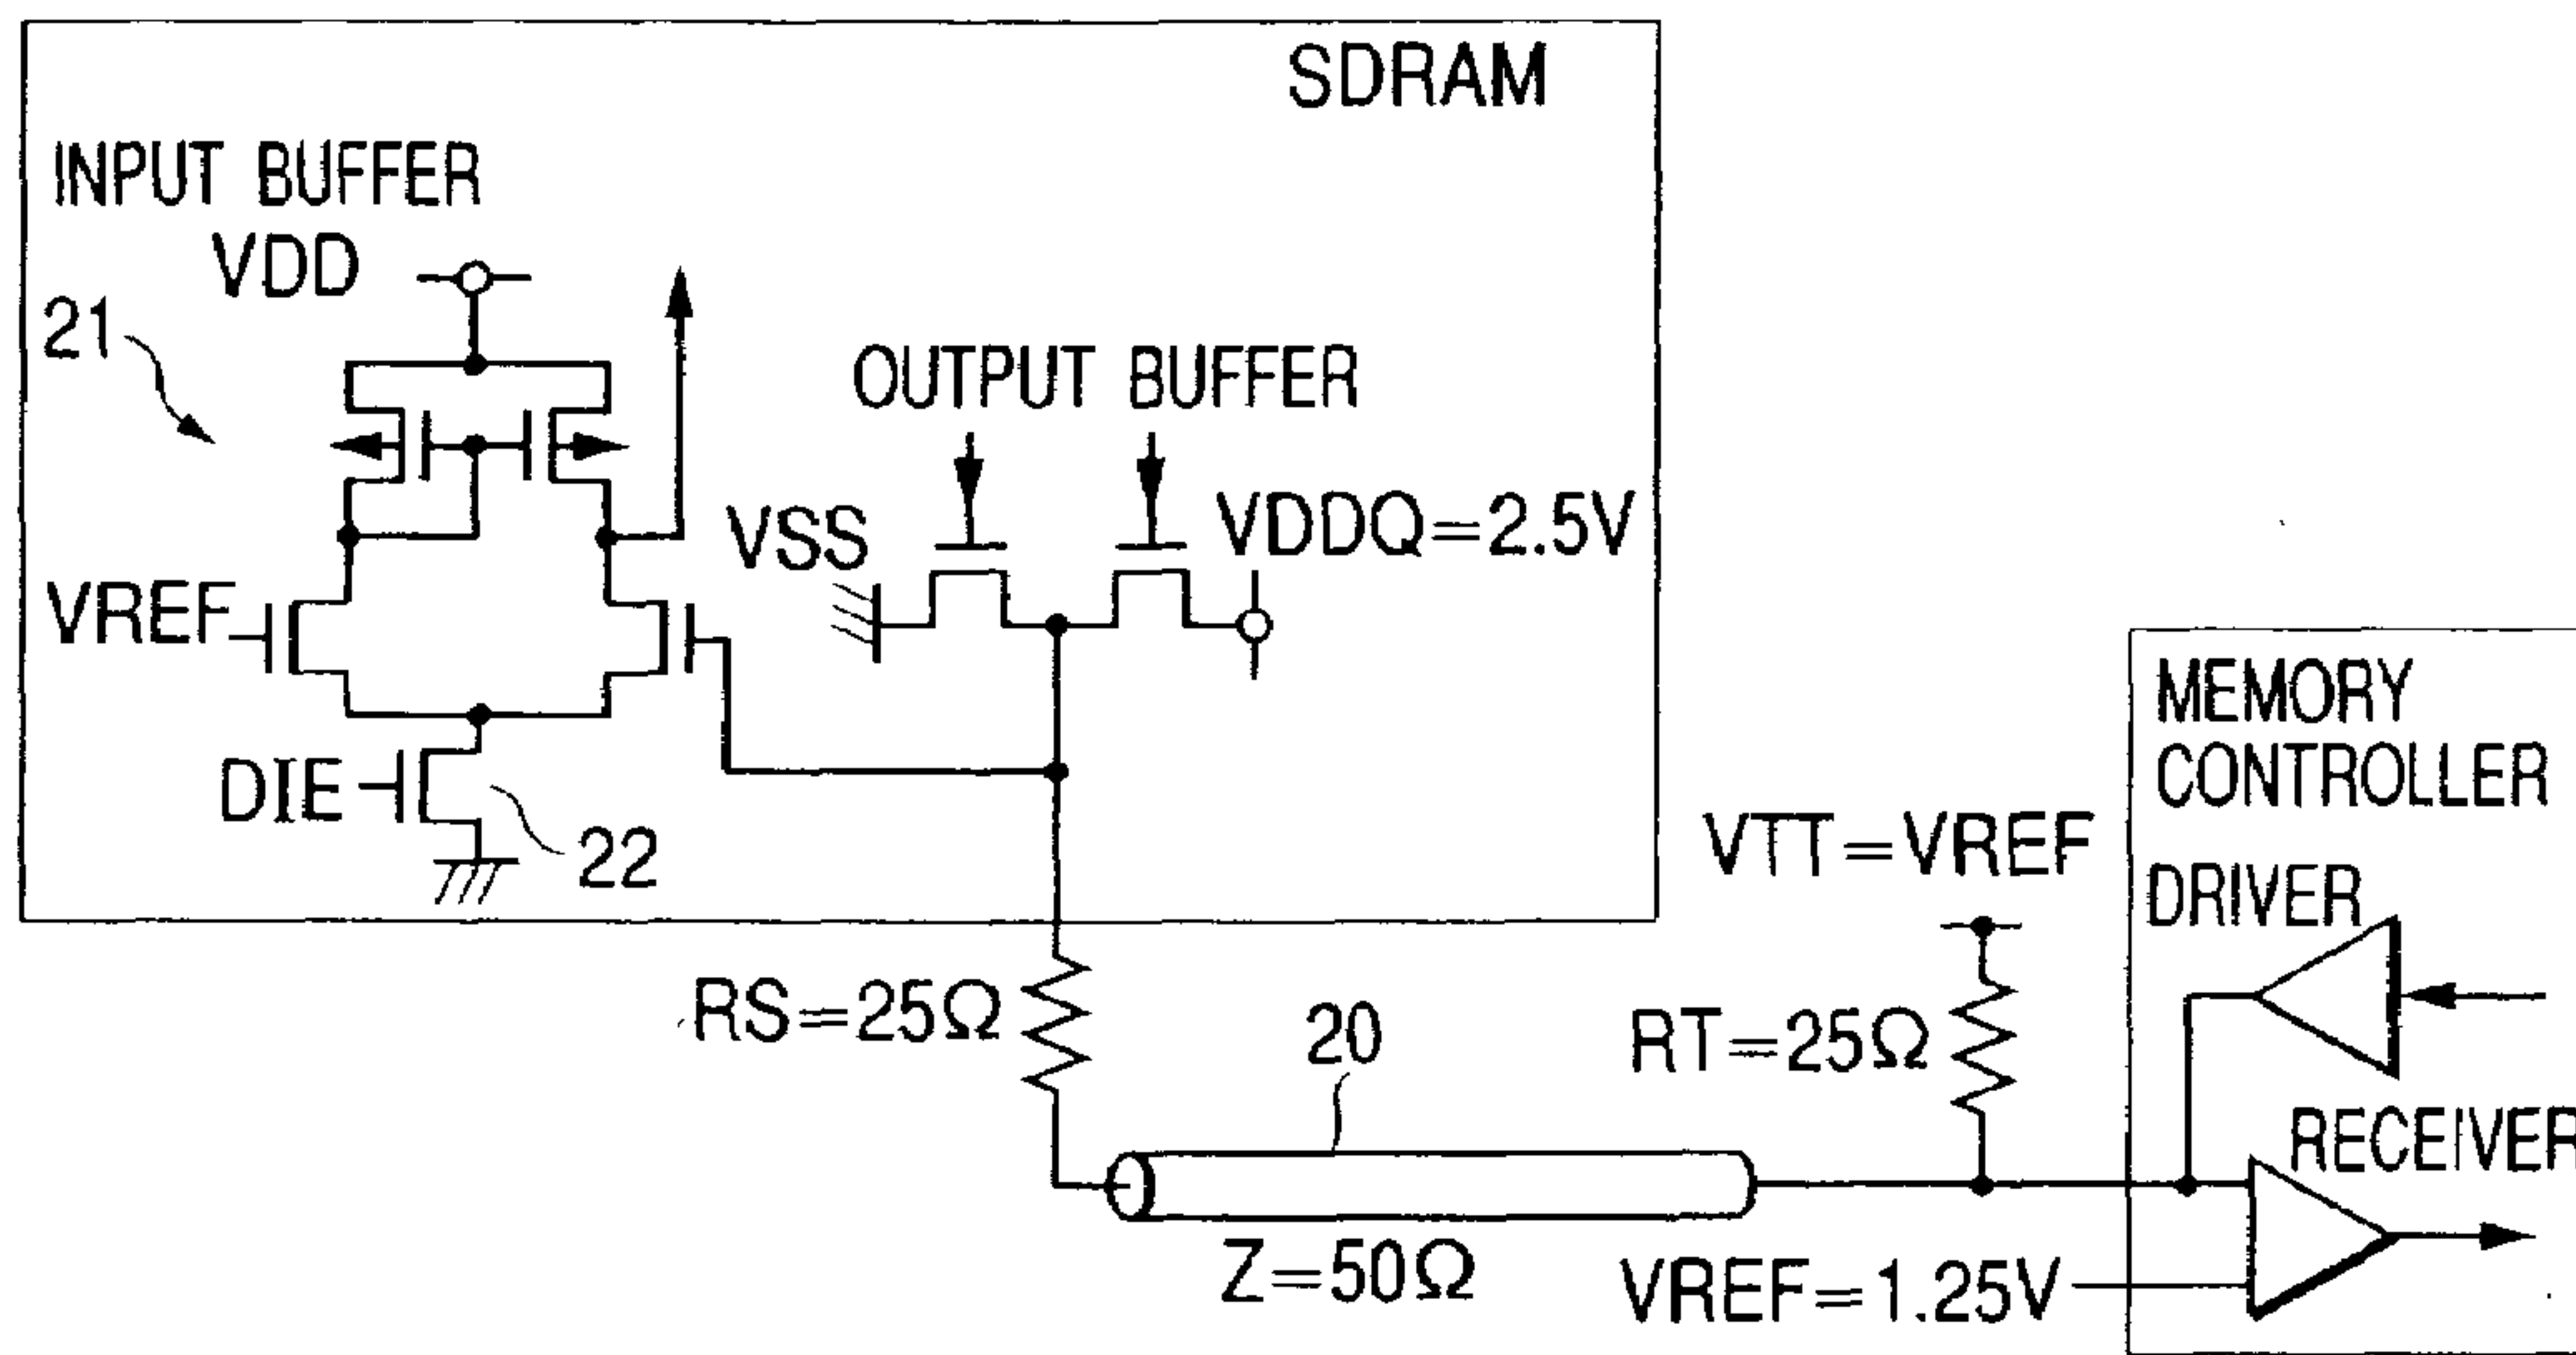 SDRAM
INPUT BUFFER
VDD
21
OUTPUT BUFFER
VSS
VDDQ=2.5V
VREF
DIE
22
MEMORY
CONTROLLER
VTT=VREF
DRIVER
RS=25Ω
20
RT=25Ω
RECEIVER
Z=50Ω
VREF=1.25V